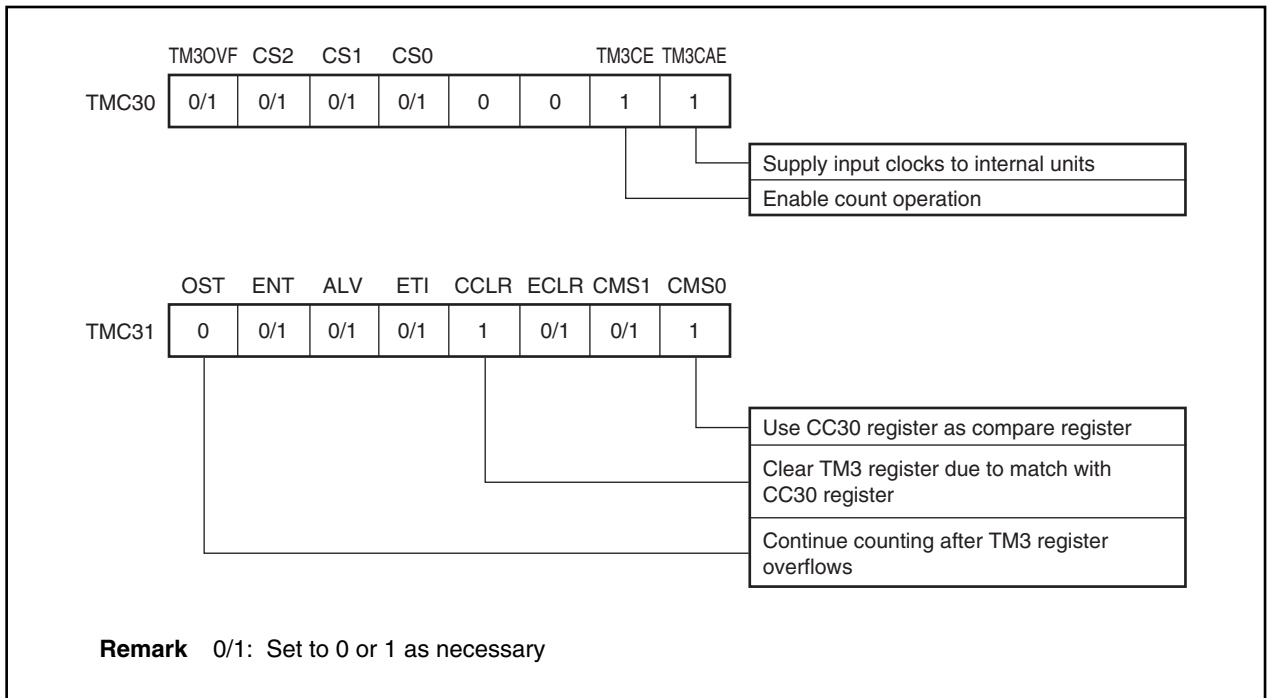 TM3OVF CS2 CS1 CS0 TM3CE TM3CAE
TMC30 0/1 0/1 0/1 0/1 0 0 1 1
Supply input clocks to internal units
Enable count operation
OST ENT ALV ETI CCLR ECLR CMS1 CMS0
TMC31 0 0/1 0/1 0/1 1 0/1 0/1 1
Use CC30 register as compare register
Clear TM3 register due to match with
CC30 register
Continue counting after TM3 register
overflows
Remark 0/1: Set to 0 or 1 as necessary